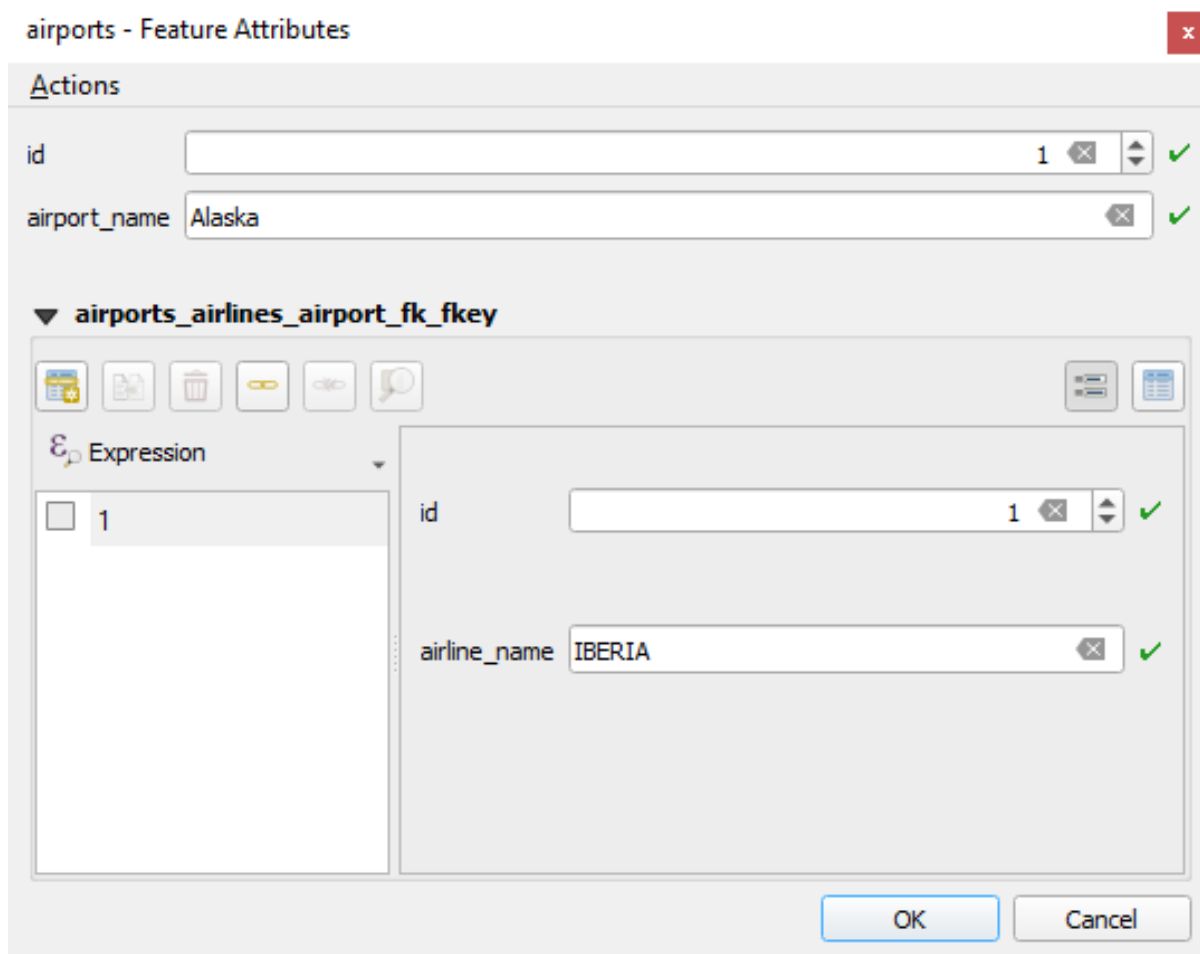 airports - Feature Attributes
x
Actions
id 1
airport_name Alaska
airports_airlines_airport_fk_fkey
ε Expression
1
id 1
airline_name IBERIA
OK Cancel